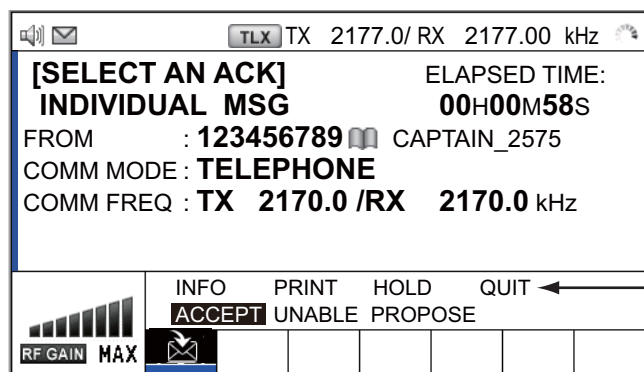 TLX TX 2177.0/ RX 2177.00 kHz
[SELECT AN ACK] ELAPSED TIME:
INDIVIDUAL MSG 00H00M58S
FROM : 123456789 CAPTAIN_2575
COMM MODE : TELEPHONE
COMM FREQ : TX 2170.0 /RX 2170.0 kHz
INFO PRINT HOLD QUIT
ACCEPT UNABLE PROPOSE
RF GAIN MAX